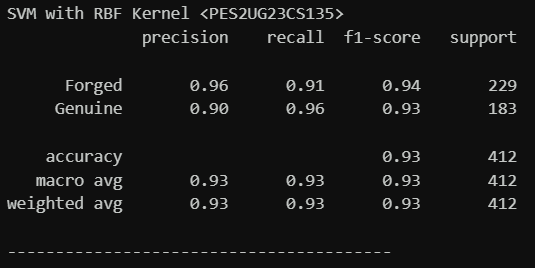 SVM with RBF Kernel <PES2UG23CS135>
precision recall f1-score support
Forged 0.96 0.91 0.94 229
Genuine 0.90 0.96 0.93 183
accuracy 0.93 412
macro avg 0.93 0.93 0.93 412
weighted avg 0.93 0.93 0.93 412
----------------------------------------